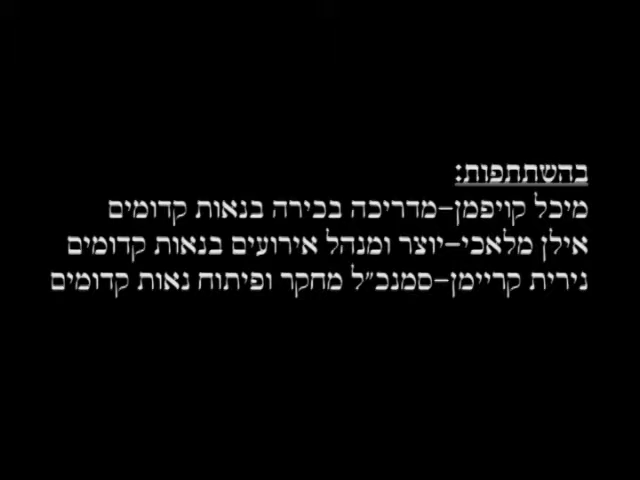 בהשתתפות:
מיכל קויפמן-מדריכה בכירה בנאות קדומים
אילן מלאכי-יוצר ומנהל אירועים בנאות קדומים
נירית קריימן-סמנכ"ל מחקר ופיתוח נאות קדומים